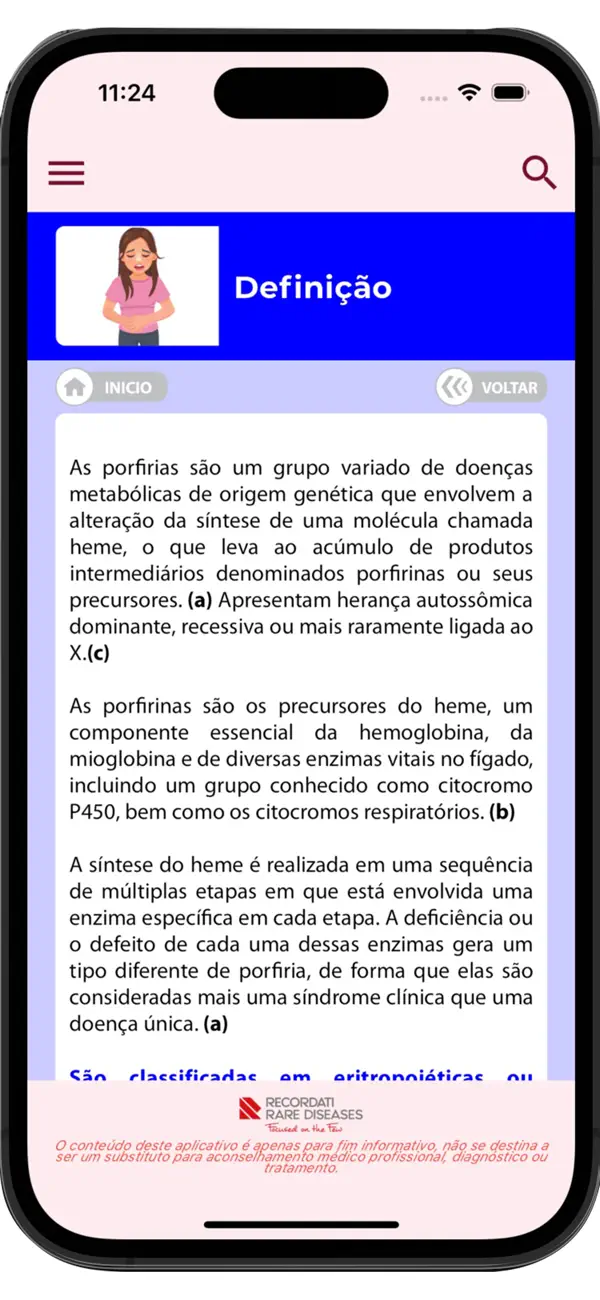 11:24
Definição
INICIO
VOLTAR
As porfirias são um grupo variado de doenças
metabólicas de origem genética que envolvem a
alteração da síntese de uma molécula chamada
heme, o que leva ao acúmulo de produtos
intermediários denominados porfirinas ou seus
precursores. (a) Apresentam herança autossômica
dominante, recessiva ou mais raramente ligada ao
X.(c)
As porfirinas são os precursores do heme, um
componente essencial da hemoglobina, da
mioglobina e de diversas enzimas vitais no fígado,
incluindo um grupo conhecido como citocromo
P450, bem como os citocromos respiratórios. (b)
A síntese do heme é realizada em uma sequência
de múltiplas etapas em que está envolvida uma
enzima específica em cada etapa. A deficiência ou
o defeito de cada uma dessas enzimas gera um
tipo diferente de porfiria, de forma que elas são
consideradas mais uma síndrome clínica que uma
doença única. (a)
São classificadas em eritropoiéticas ou
RECORDATI
RARE DISEASES
Focused on the Few
O conteúdo deste aplicativo é apenas para fim informativo, não se destina a
ser um substituto para aconselhamento médico profissional, diagnóstico ou
tratamento.